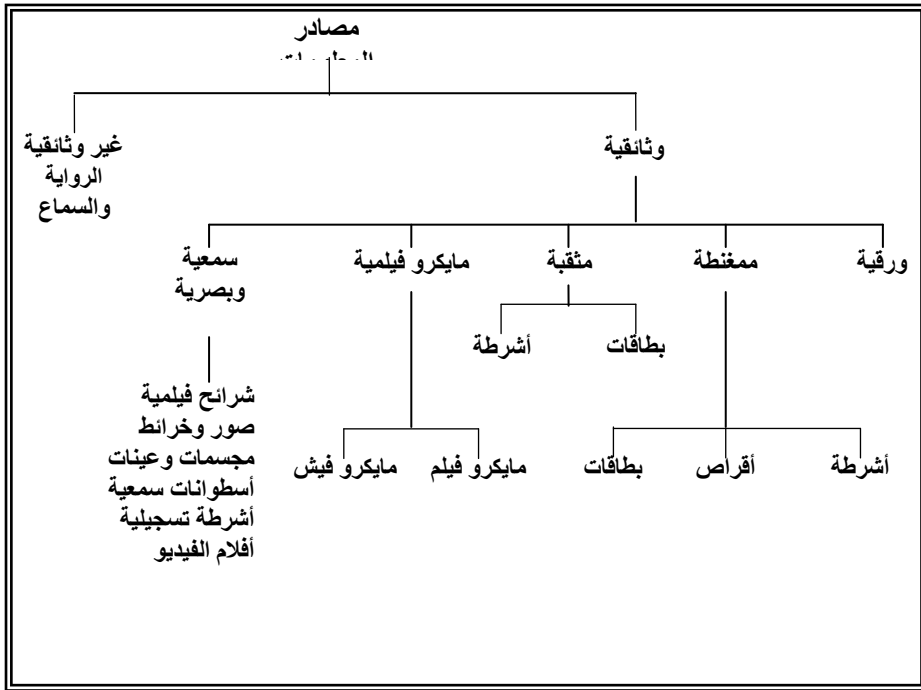 مصادر
وثائقية
غير وثائقية
الرواية
والسماع
ورقية
ممغنطة
مثقبة
مايكرو فيلمية
سمعية
وبصرية
أشرطة
أقراص
بطاقات
بطاقات
أشرطة
مايكرو فيلم
مايكرو فيش
شرائح فيلمية
صور وخرائط
مجسمات وعينات
أسطوانات سمعية
أشرطة تسجيلية
أفلام الفيديو